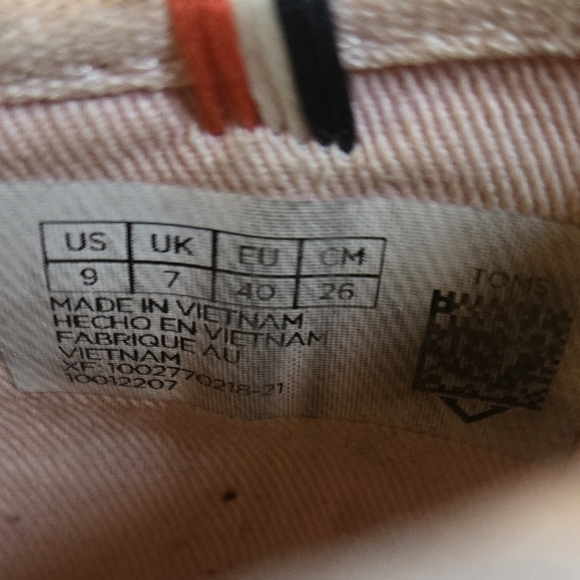 US UK EU CM
9 7 40 26
MADE IN VIETNAM
HECHO EN VIETNAM
FABRIQUE AU
VIETNAM
XF: 1002770218-21
10012207
TOMS